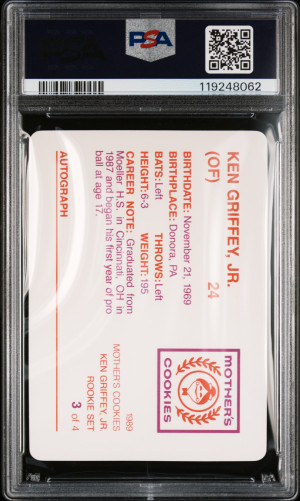 PSA
119248062
KEN GRIFFEY, JR.
(OF) 24
BIRTHDATE: November 21, 1969
BIRTHPLACE: Donora, PA
BATS: Left THROWS: Left
HEIGHT: 6-3 WEIGHT: 195
CAREER NOTE: Graduated from
Moeller H.S. in Cincinnati, OH in
1987 and began his first year of pro
ball at age 17.
AUTOGRAPH
MOTHER'S
COOKIES
1989
MOTHER'S COOKIES
KEN GRIFFEY, JR.
ROOKIE SET
3 of 4